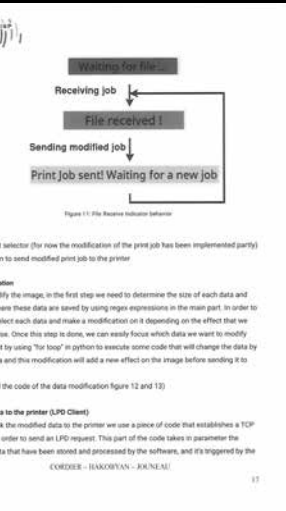 Waiting for file ...
Receiving job
File received !
Sending modified job
Print Job sent! Waiting for a new job
Figure 11: File Receive Indicator behavior
t selector (for now the modification of the print job has been implemented partly)
n to send modified print job to the printer
ation
ify the image, in the first step we need to determine the size of each data and
ere these data are saved by using regex expressions in the main part. In order to
elect each data and make a modification on it depending on the effect that we
se. Once this step is done, we can easily focus which data we want to modify
t by using "for loop" in python to execute some code that will change the data by
a and this modification will add a new effect on the image before sending it to
d the code of the data modification figure 12 and 13)
a to the printer (LPD Client)
k the modified data to the printer we use a piece of code that establishes a TCP
order to send an LPD request. This part of the code takes in parameter the
ta that have been stored and processed by the software, and it's triggered by the
CORDIER – HAKOBYAN – JOUNEAU
17